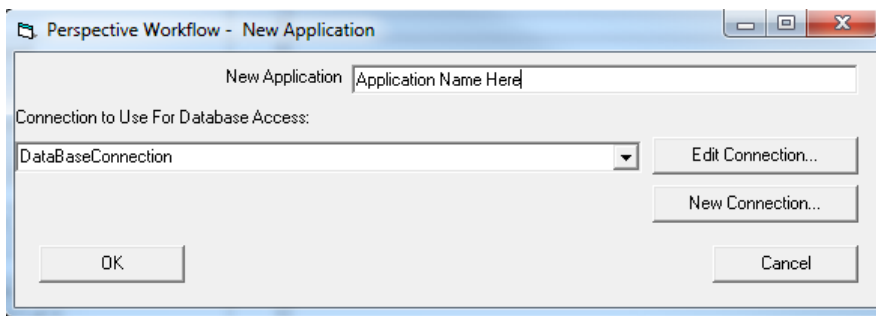 Perspective Workflow - New Application
New Application Application Name Here
Connection to Use For Database Access:
DataBaseConnection Edit Connection...
New Connection...
OK Cancel